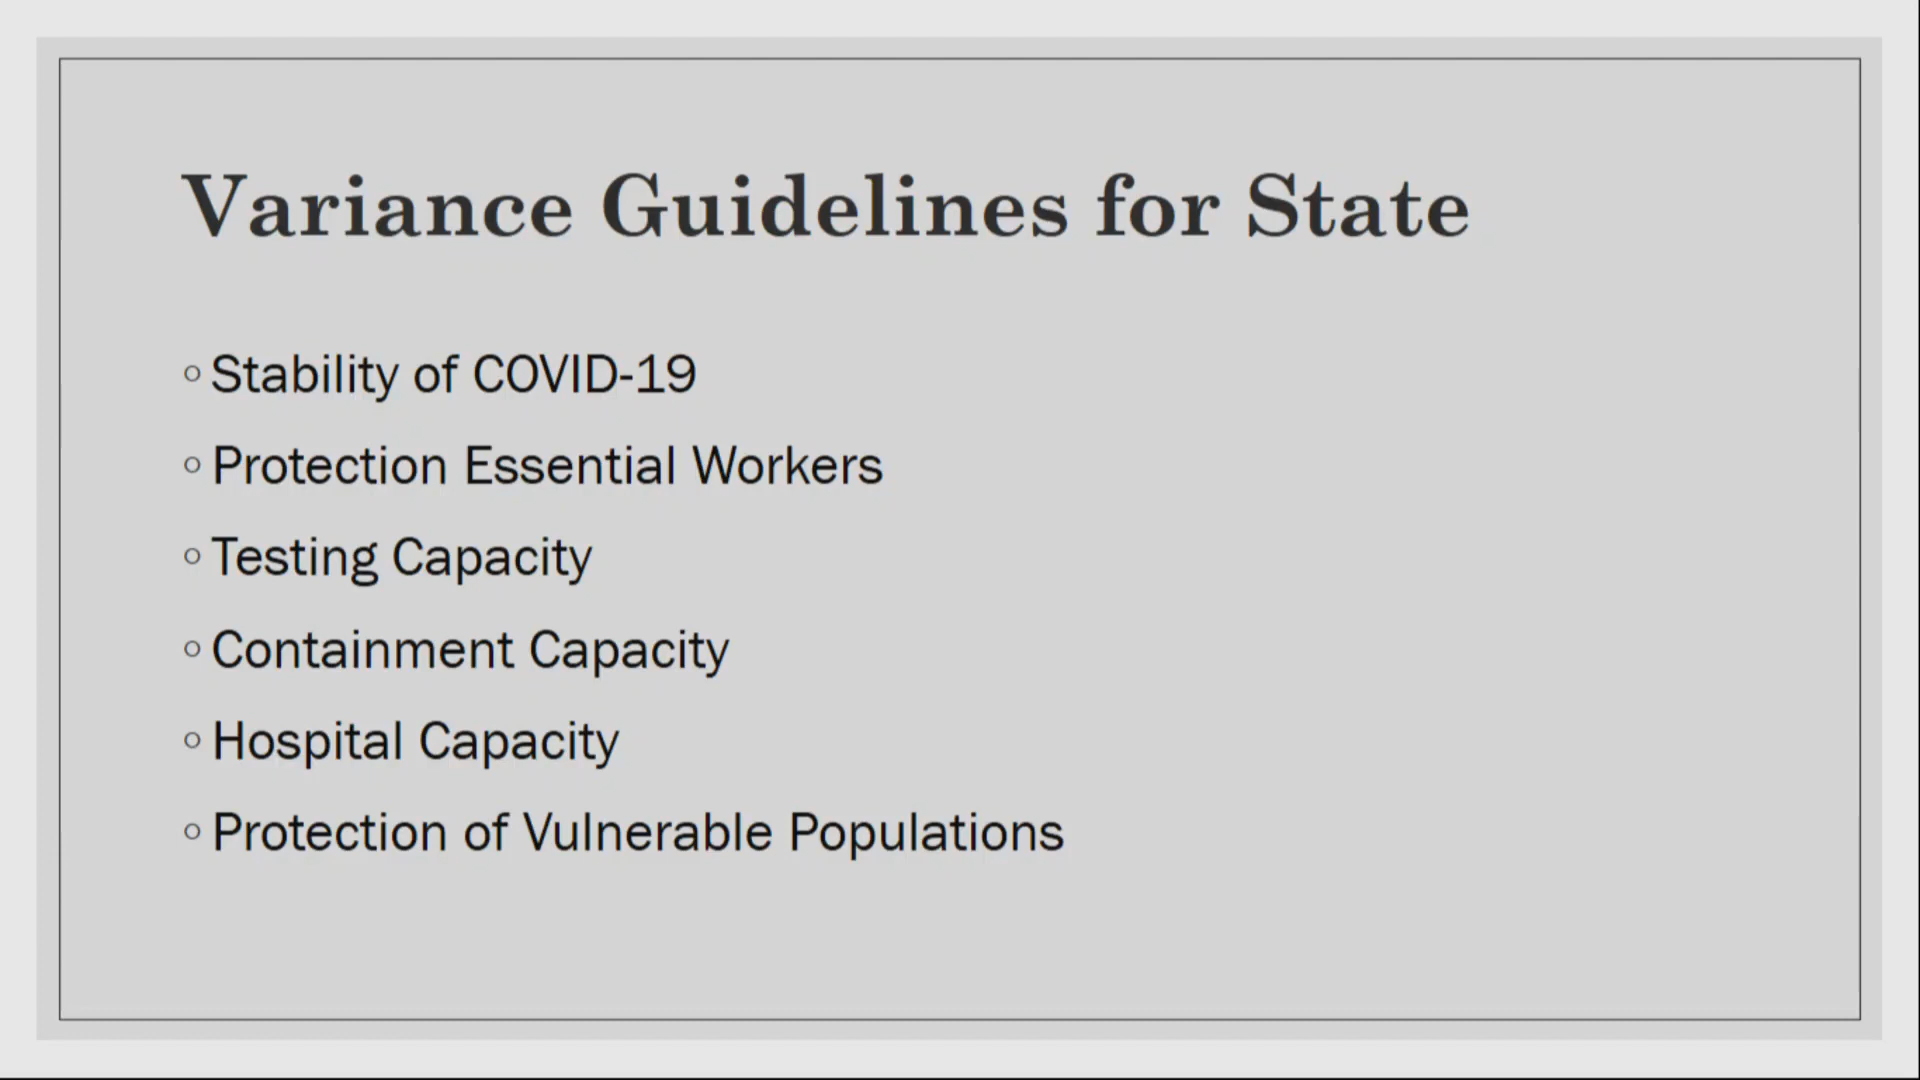 Variance Guidelines for State
Stability of COVID-19
Protection Essential Workers
Testing Capacity
Containment Capacity
Hospital Capacity
Protection of Vulnerable Populations